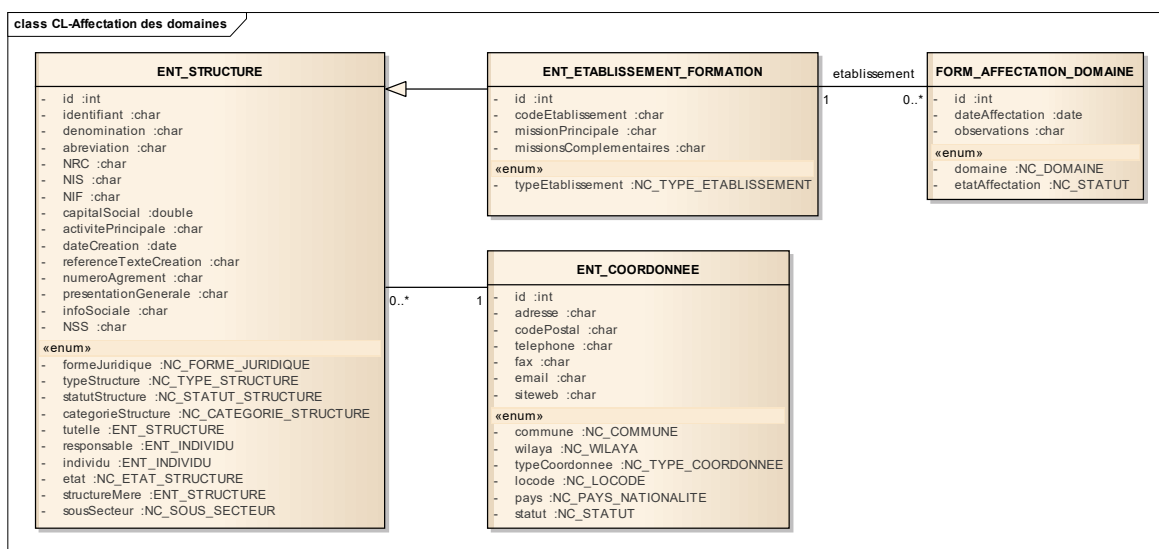 class CL-Affectation des domaines
ENT_STRUCTURE
- id :int
- identifiant :char
- denomination :char
- abreviation :char
- NRC :char
- NIS :char
- NIF :char
- capitalSocial :double
- activitePrincipale :char
- dateCreation :date
- referenceTexteCreation :char
- numeroAgrement :char
- presentationGenerale :char
- infoSociale :char
- NSS :char
«enum»
- formeJuridique :NC_FORME_JURIDIQUE
- typeStructure :NC_TYPE_STRUCTURE
- statutStructure :NC_STATUT_STRUCTURE
- categorieStructure :NC_CATEGORIE_STRUCTURE
- tutelle :ENT_STRUCTURE
- responsable :ENT_INDIVIDU
- individu :ENT_INDIVIDU
- etat :NC_ETAT_STRUCTURE
- structureMere :ENT_STRUCTURE
- sousSecteur :NC_SOUS_SECTEUR
ENT_ETABLISSEMENT_FORMATION
- id :int
- codeEtablissement :char
- missionPrincipale :char
- missionsComplementaires :char
«enum»
- typeEtablissement :NC_TYPE_ETABLISSEMENT
etablissement
1
0..*
FORM_AFFECTATION_DOMAINE
- id :int
- dateAffectation :date
- observations :char
«enum»
- domaine :NC_DOMAINE
- etatAffectation :NC_STATUT
0..*
1
ENT_COORDONNEE
- id :int
- adresse :char
- codePostal :char
- telephone :char
- fax :char
- email :char
- siteweb :char
«enum»
- commune :NC_COMMUNE
- wilaya :NC_WILAYA
- typeCoordonnee :NC_TYPE_COORDONNEE
- locode :NC_LOCODE
- pays :NC_PAYS_NATIONALITE
- statut :NC_STATUT